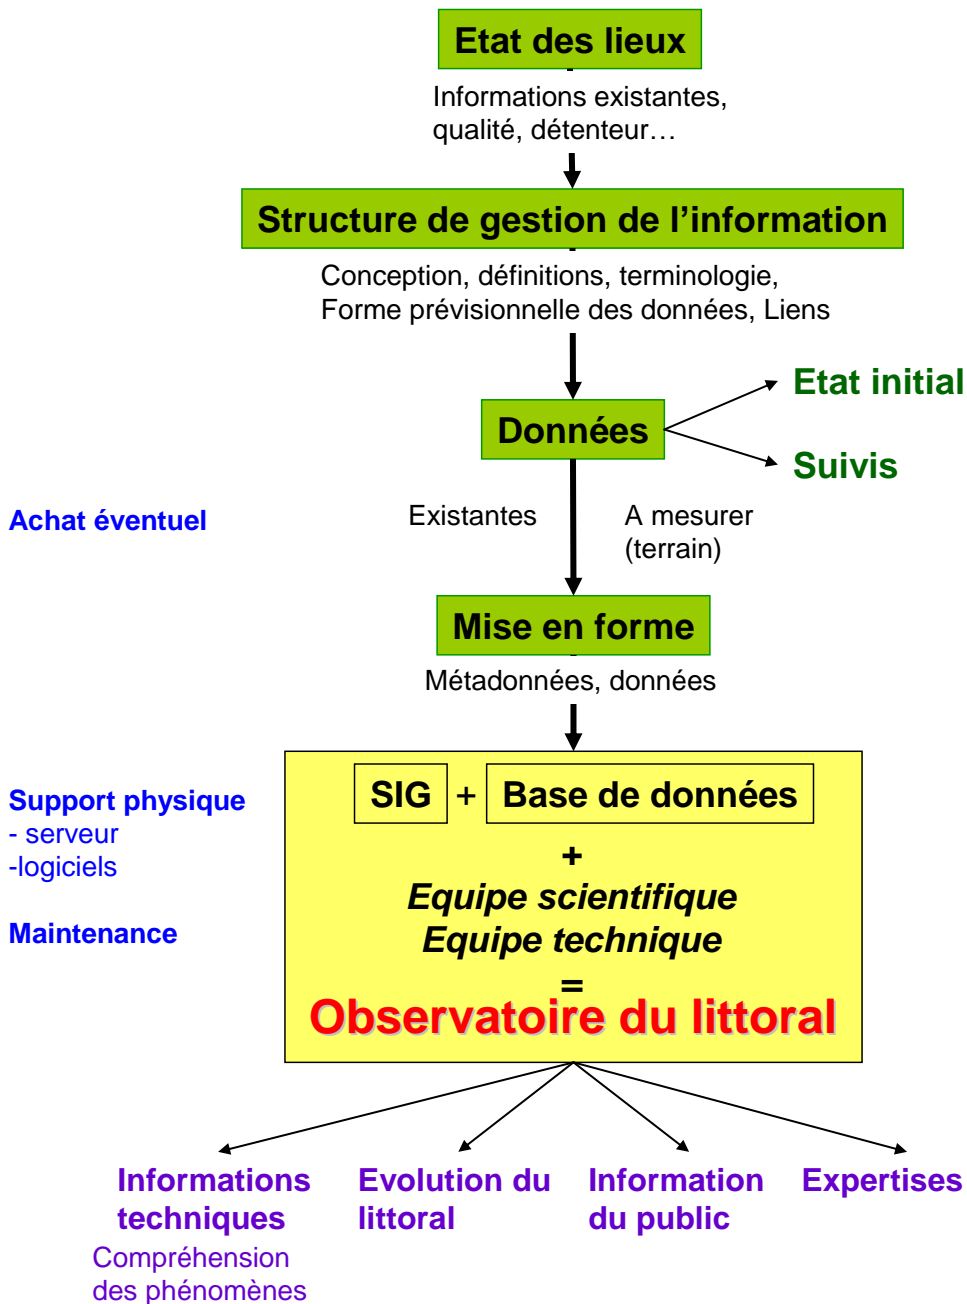 Etat des lieux
Informations existantes,
qualité, détenteur…
Structure de gestion de l’information
Conception, définitions, terminologie,
Forme prévisionnelle des données, Liens
Etat initial
Données
Suivis
Achat éventuel
Existantes
A mesurer
(terrain)
Mise en forme
Métadonnées, données
Support physique
- serveur
-logiciels
Maintenance
SIG + Base de données
+
Equipe scientifique
Equipe technique
=
Observatoire du littoral
Informations
techniques
Compréhension
des phénomènes
Evolution du
littoral
Information
du public
Expertises